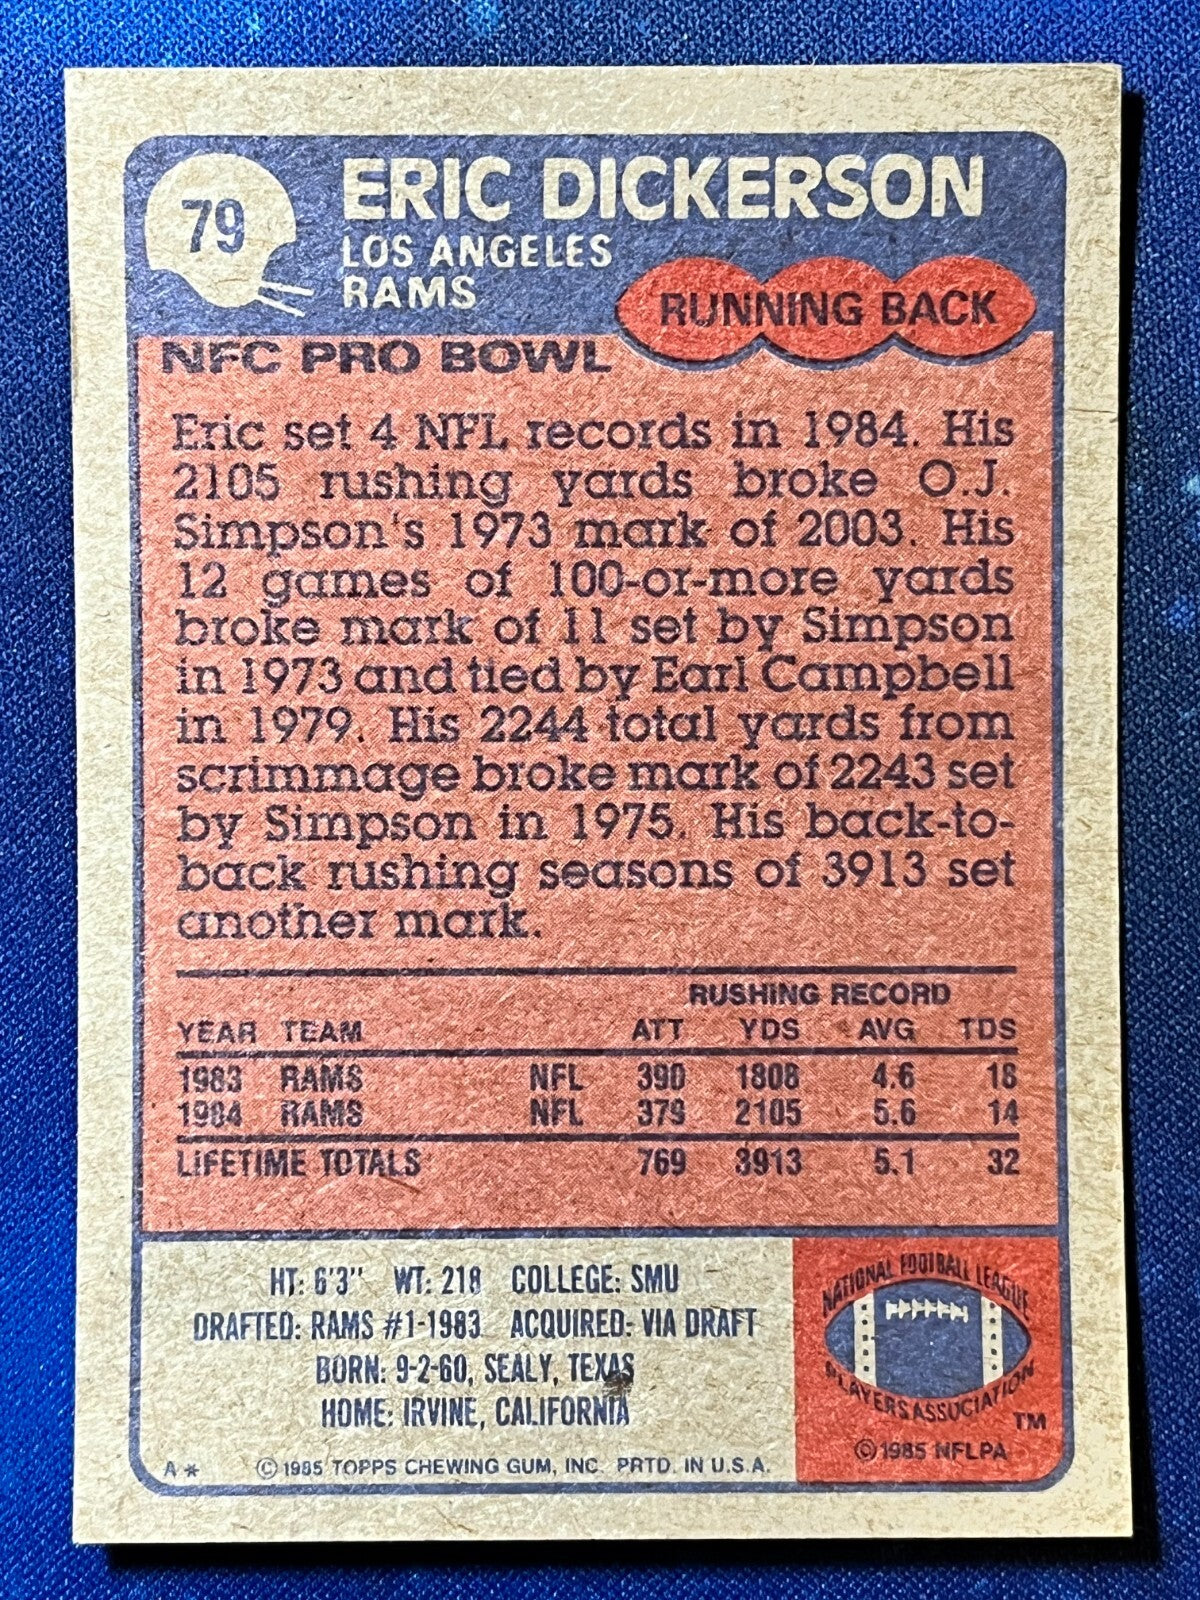 79
ERIC DICKERSON
LOS ANGELES
RAMS
RUNNING BACK
NFC PRO BOWL
Eric set 4 NFL records in 1984. His
2105 rushing yards broke O.J.
Simpson's 1973 mark of 2003. His
12 games of 100-or-more yards
broke mark of 11 set by Simpson
in 1973 and tied by Earl Campbell
in 1979. His 2244 total yards from
scrimmage broke mark of 2243 set
by Simpson in 1975. His back-to-
back rushing seasons of 3913 set
another mark.
RUSHING RECORD
YEAR TEAM ATT YDS AVG TDS
1983 RAMS NFL 390 1808 4.6 18
1984 RAMS NFL 379 2105 5.6 14
LIFETIME TOTALS 769 3913 5.1 32
HT: 6'3" WT: 218 COLLEGE: SMU
DRAFTED: RAMS #1-1983 ACQUIRED: VIA DRAFT
BORN: 9-2-60, SEALY, TEXAS
HOME: IRVINE, CALIFORNIA
NATIONAL FOOTBALL LEAGUE
PLAYERS ASSOCIATION
TM
© 1985 NFLPA
A * © 1985 TOPPS CHEWING GUM, INC. PRTD. IN U.S.A.